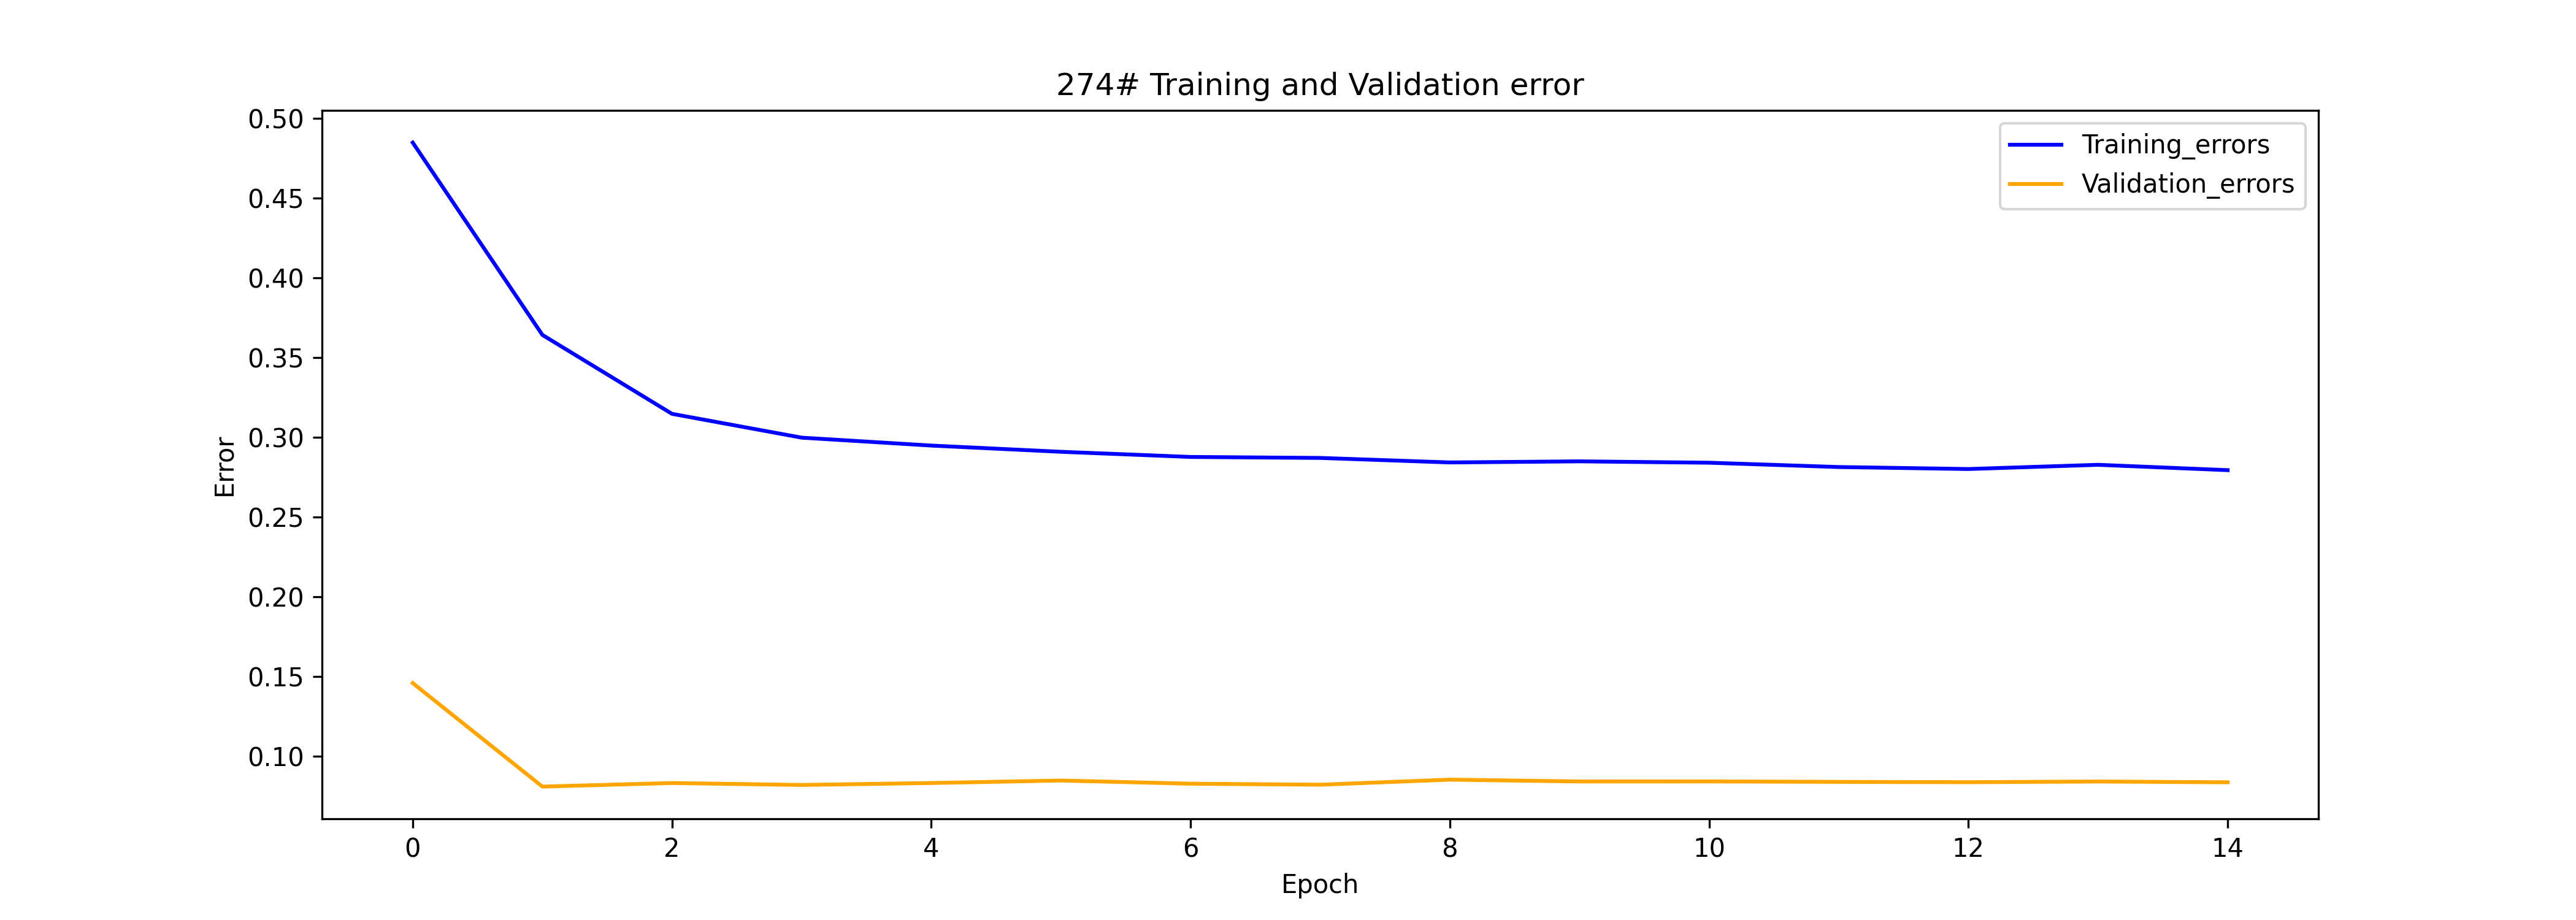 274# Training and Validation error
Training_errors
Validation_errors
0.50
0.45
0.40
0.35
0.30
0.25
0.20
0.15
0.10
Error
0 2 4 6 8 10 12 14
Epoch